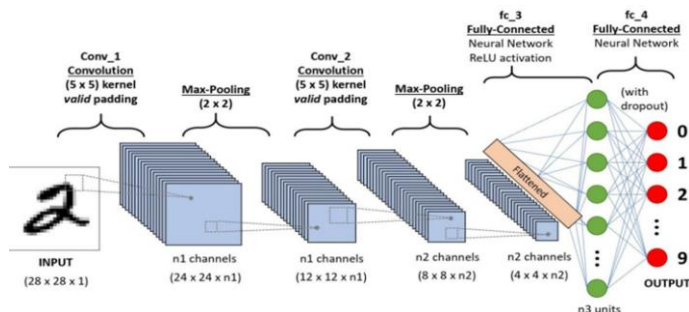 fc_3
Fully-Connected
Neural Network
ReLU activation
fc_4
Fully-Connected
Neural Network
Conv_1
Convolution
(5 x 5) kernel
valid padding
Max-Pooling
(2 x 2)
Conv_2
Convolution
(5 x 5) kernel
valid padding
Max-Pooling
(2 x 2)
(with
dropout)
Flattened
2
0
1
2
9
INPUT
(28 x 28 x 1)
n1 channels
(24 x 24 x n1)
n1 channels
(12 x 12 x n1)
n2 channels
(8 x 8 x n2)
n2 channels
(4 x 4 x n2)
OUTPUT
n3 units